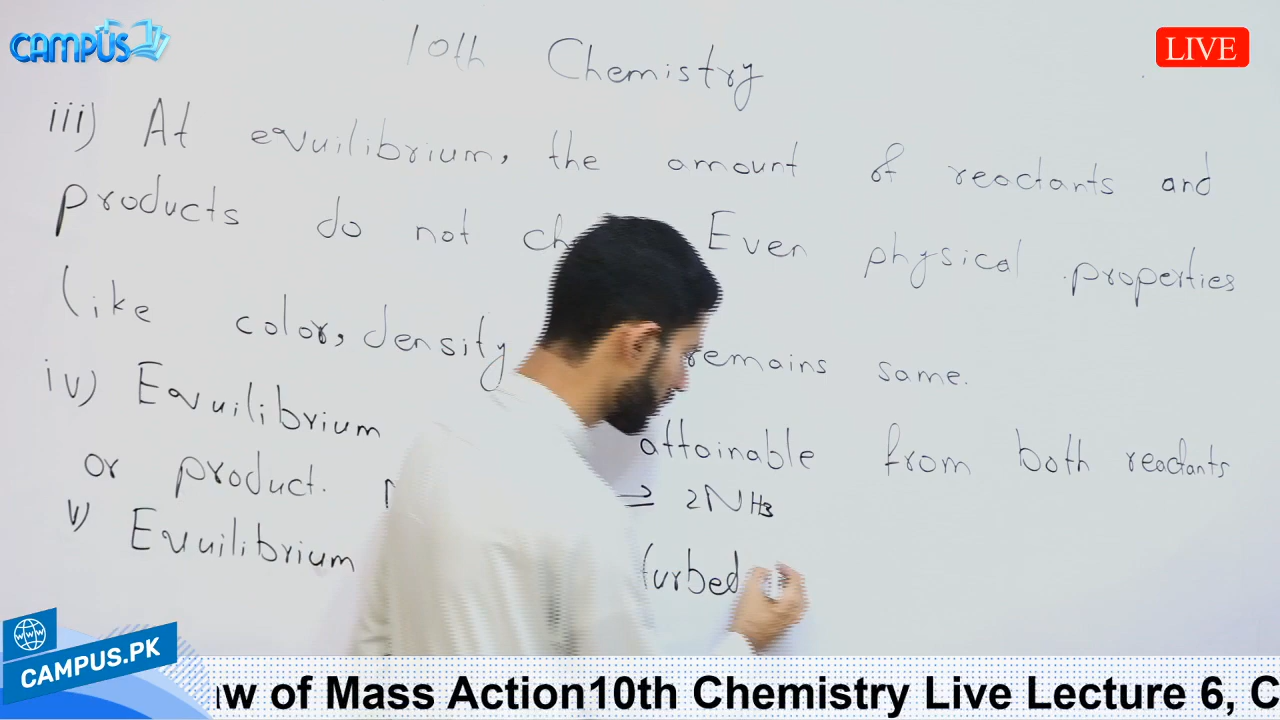 CAMPUS
LIVE
10th Chemistry
iii) At equilibrium, the amount of reactants and
products do not ch Even physical properties
like color, density remains same.
iv) Equilibrium attainable from both reactants
or product. ⇌ 2NH3
v) Equilibrium turbed
WWW
CAMPUS.PK
aw of Mass Action10th Chemistry Live Lecture 6, C